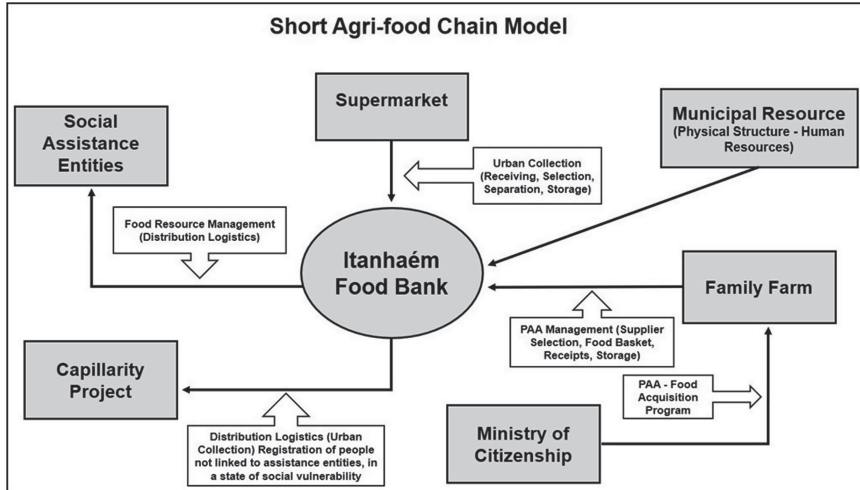 Short Agri-food Chain Model
Social
Assistance
Entities
Supermarket
Municipal Resource
(Physical Structure - Human
Resources)
Urban Collection
(Receiving, Selection,
Separation, Storage)
Food Resource Management
(Distribution Logistics)
Itanhaém
Food Bank
Family Farm
PAA Management (Supplier
Selection, Food Basket,
Receipts, Storage)
Capillarity
Project
PAA - Food
Acquisition
Program
Distribution Logistics (Urban
Collection) Registration of people
not linked to assistance entities, in
a state of social vulnerability
Ministry of
Citizenship